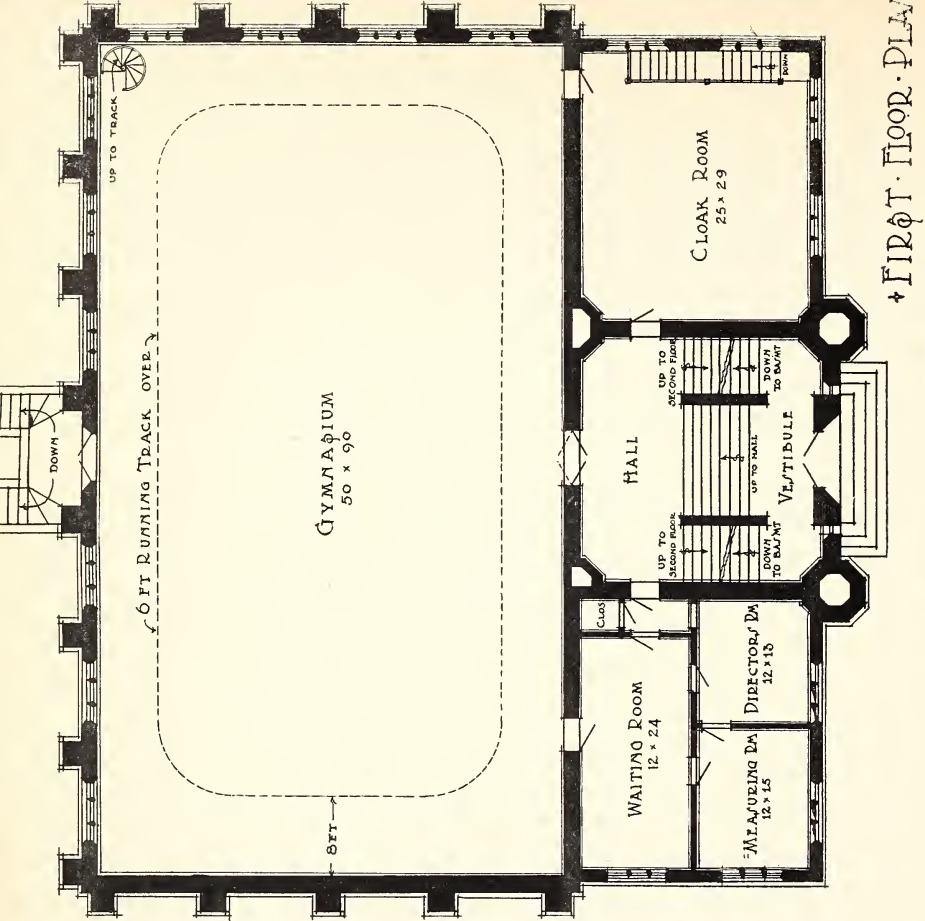 +FIRST · FLOOR · PLA
UP TO TRACK
6 FT RUNNING TRACK OVER
DOWN
GYMNASIUM
50 × 90
8 FT
DOWN
CLOAK ROOM
25 × 29
HALL
UP TO
SECOND FLOOR
DOWN
TO BASMT
UP TO HALL
VESTIBULE
UP TO
SECOND FLOOR
DOWN
TO BASMT
CLOS
WAITING ROOM
12 × 24
DIRECTORS RM
12 × 13
MEASURING RM
12 × 15